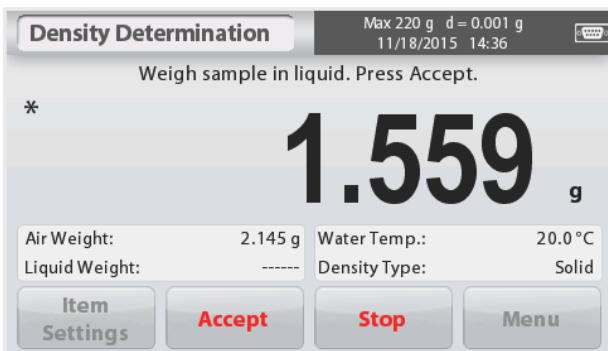 Density Determination
Max 220 g d = 0.001 g
11/18/2015 14:36
Weigh sample in liquid. Press Accept.
*
1.559 g
Air Weight: 2.145 g Water Temp.: 20.0 °C
Liquid Weight: ------ Density Type: Solid
Item Settings
Accept
Stop
Menu